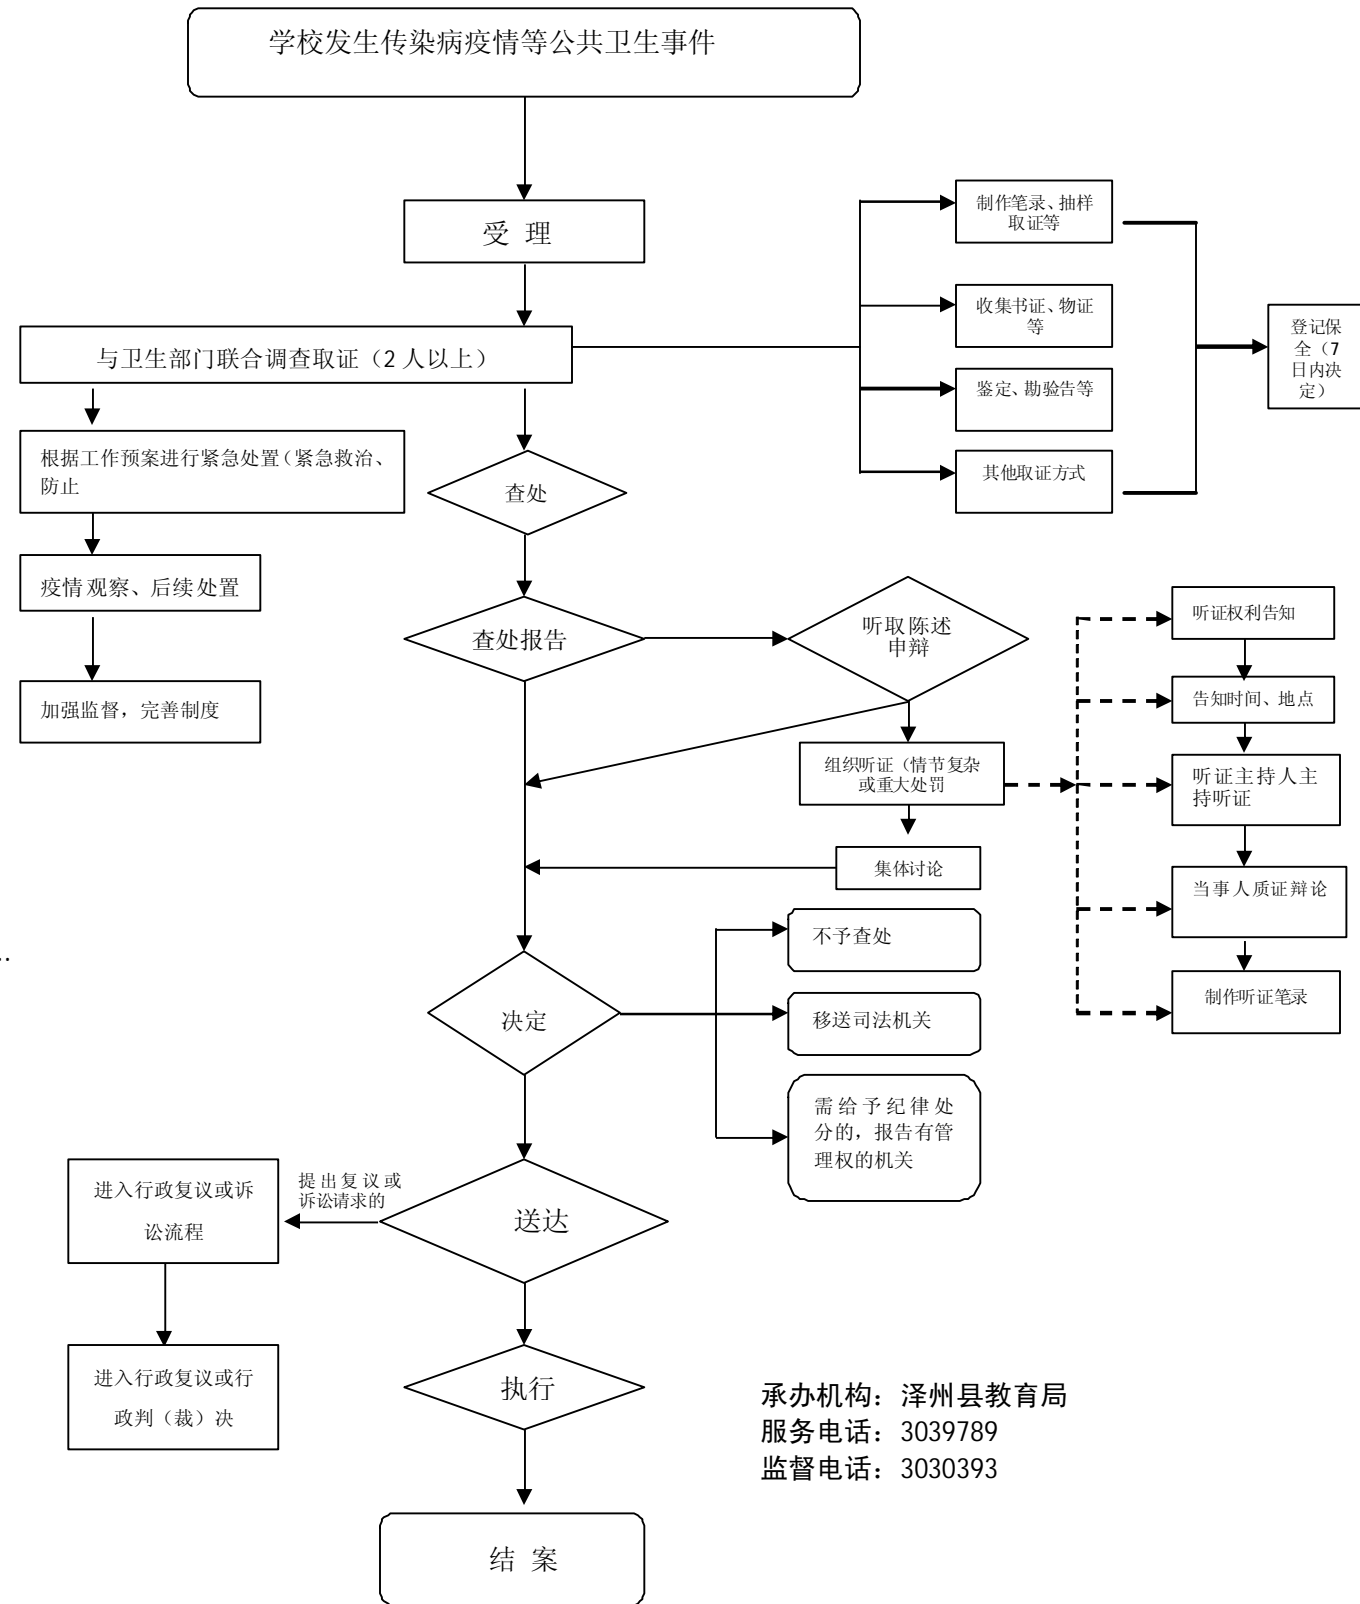 学校发生传染病疫情等公共卫生事件
受 理
制作笔录、抽样
取证等
收集书证、物证
等
登记保
全（7
日内决
定）
与卫生部门联合调查取证（2 人以上）
鉴定、勘验告等
根据工作预案进行紧急处置（紧急救治、
防止
其他取证方式
查处
疫情观察、后续处置
听取陈述
申辩
听证权利告知
查处报告
加强监督，完善制度
告知时间、地点
组织听证（情节复杂
或重大处罚
听证主持人主
持听证
集体讨论
当事人质证辩论
不予查处
..
决定
移送司法机关
制作听证笔录
需给予纪律处
分的，报告有管
理权的机关
进入行政复议或诉
讼流程
提出复议或
诉讼请求的
送达
进入行政复议或行
政判（裁）决
执行
承办机构：泽州县教育局
服务电话：3039789
监督电话：3030393
结 案